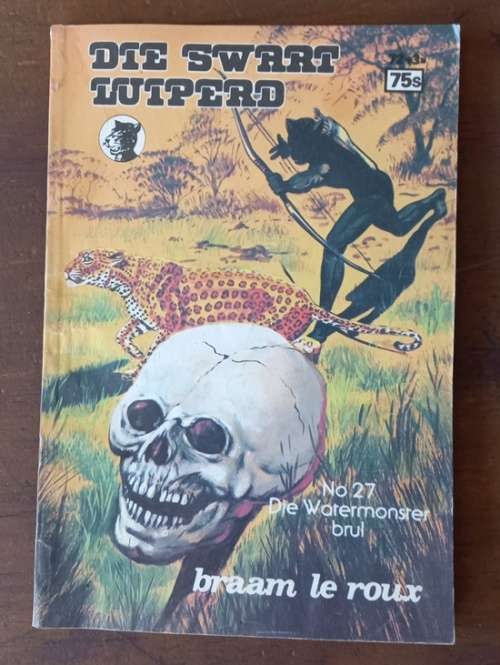 DIE SWART
LUIPERD
75s
No 27
Die Watermonster
brul
braam le roux